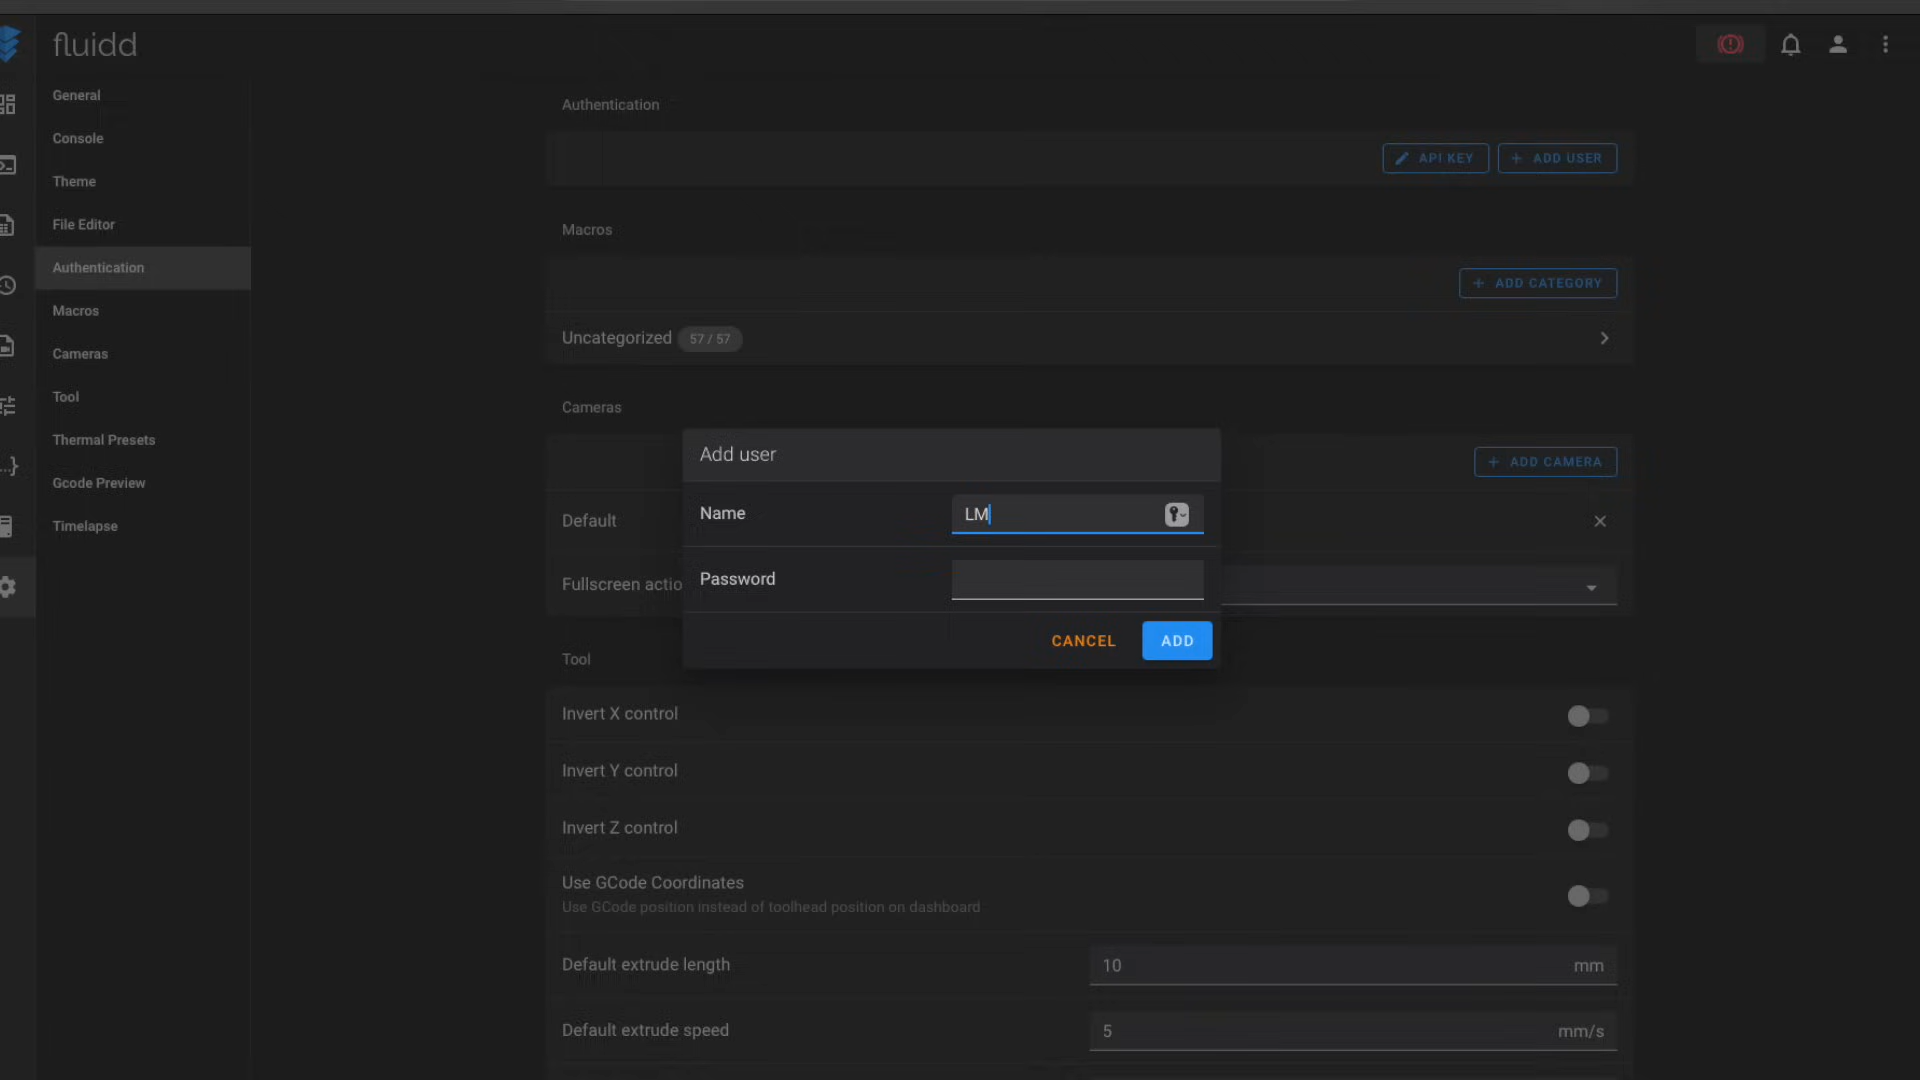 fluidd
General
Console
Theme
File Editor
Authentication
Macros
Cameras
Tool
Thermal Presets
Gcode Preview
Timelapse
Authentication
API KEY
ADD USER
Macros
ADD CATEGORY
Uncategorized 57 / 57
Cameras
ADD CAMERA
Default
Fullscreen actio
Add user
Name LM
Password
CANCEL ADD
Tool
Invert X control
Invert Y control
Invert Z control
Use GCode Coordinates
Use GCode position instead of toolhead position on dashboard
Default extrude length 10 mm
Default extrude speed 5 mm/s